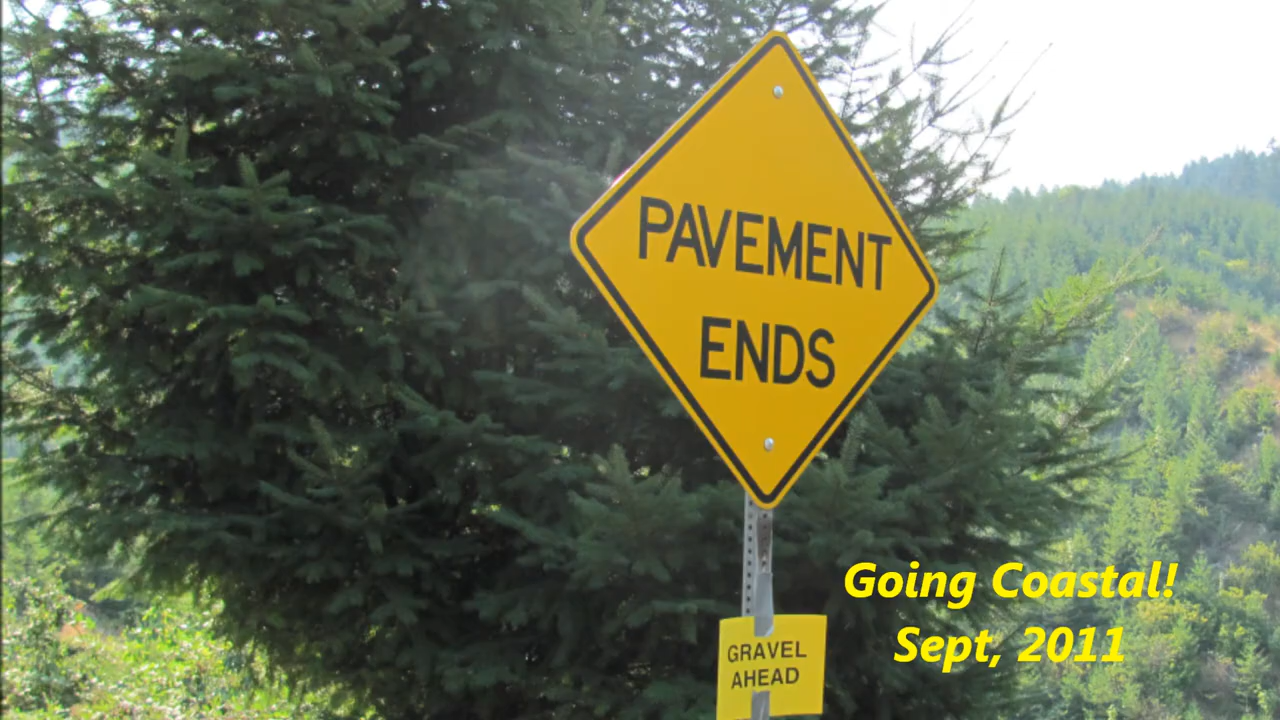 PAVEMENT
ENDS
GRAVEL
AHEAD
Going Coastal!
Sept, 2011